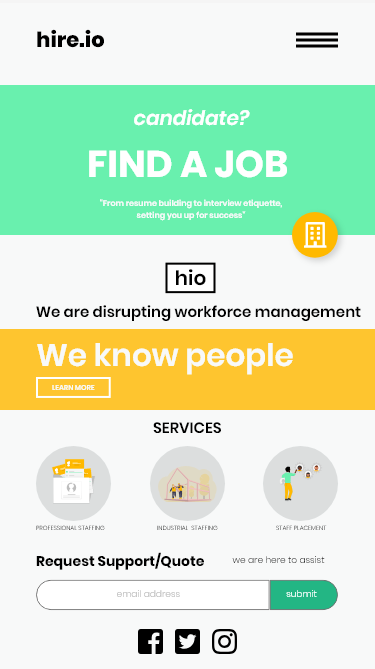 hire.io
candidate?
FIND A JOB
"From resume building to interview etiquette,
setting you up for success"
hio
We are disrupting workforce management
We know people
LEARN MORE
SERVICES
PROFESSIONAL STAFFING
INDUSTRIAL STAFFING
STAFF PLACEMENT
Request Support/Quote
we are here to assist
email address
submit